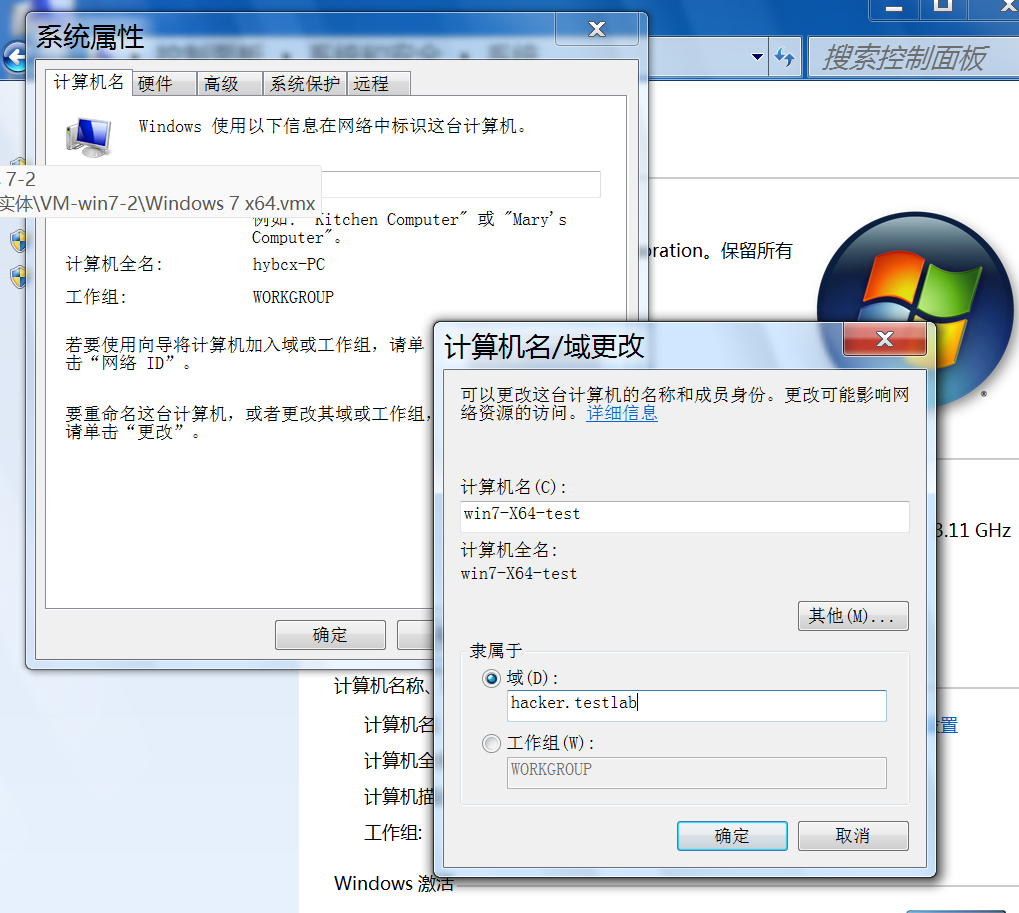 系统属性
搜索控制面板
计算机名 硬件 高级 系统保护 远程
Windows 使用以下信息在网络中标识这台计算机。
7-2
实体\VM-win7-2\Windows 7 x64.vmx
例如: "Kitchen Computer" 或 "Mary's
Computer"。
计算机全名: hybcx-PC
工作组: WORKGROUP
若要使用向导将计算机加入域或工作组，请单
击“网络 ID”。
要重命名这台计算机，或者更改其域或工作组，
请单击“更改”。
确定
oration。保留所有
3.11 GHz
计算机名/域更改
可以更改这台计算机的名称和成员身份。更改可能影响网
络资源的访问。详细信息
计算机名(C):
win7-X64-test
计算机全名:
win7-X64-test
其他(M)...
隶属于
域(D):
hacker.testlab
工作组(W):
WORKGROUP
确定 取消
计算机名称、
计算机名
计算机全
计算机描
工作组:
置
Windows 激活